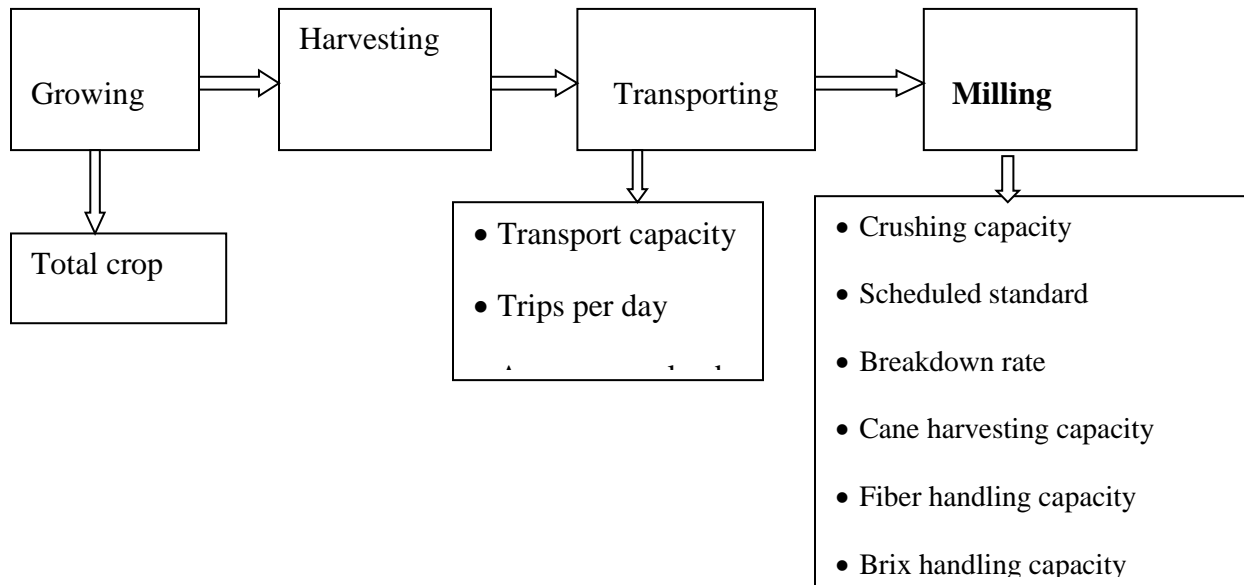 Growing
Harvesting
Transporting
Milling
Total crop
• Transport capacity
• Trips per day
•
• Crushing capacity
• Scheduled standard
• Breakdown rate
• Cane harvesting capacity
• Fiber handling capacity
• Brix handling capacity